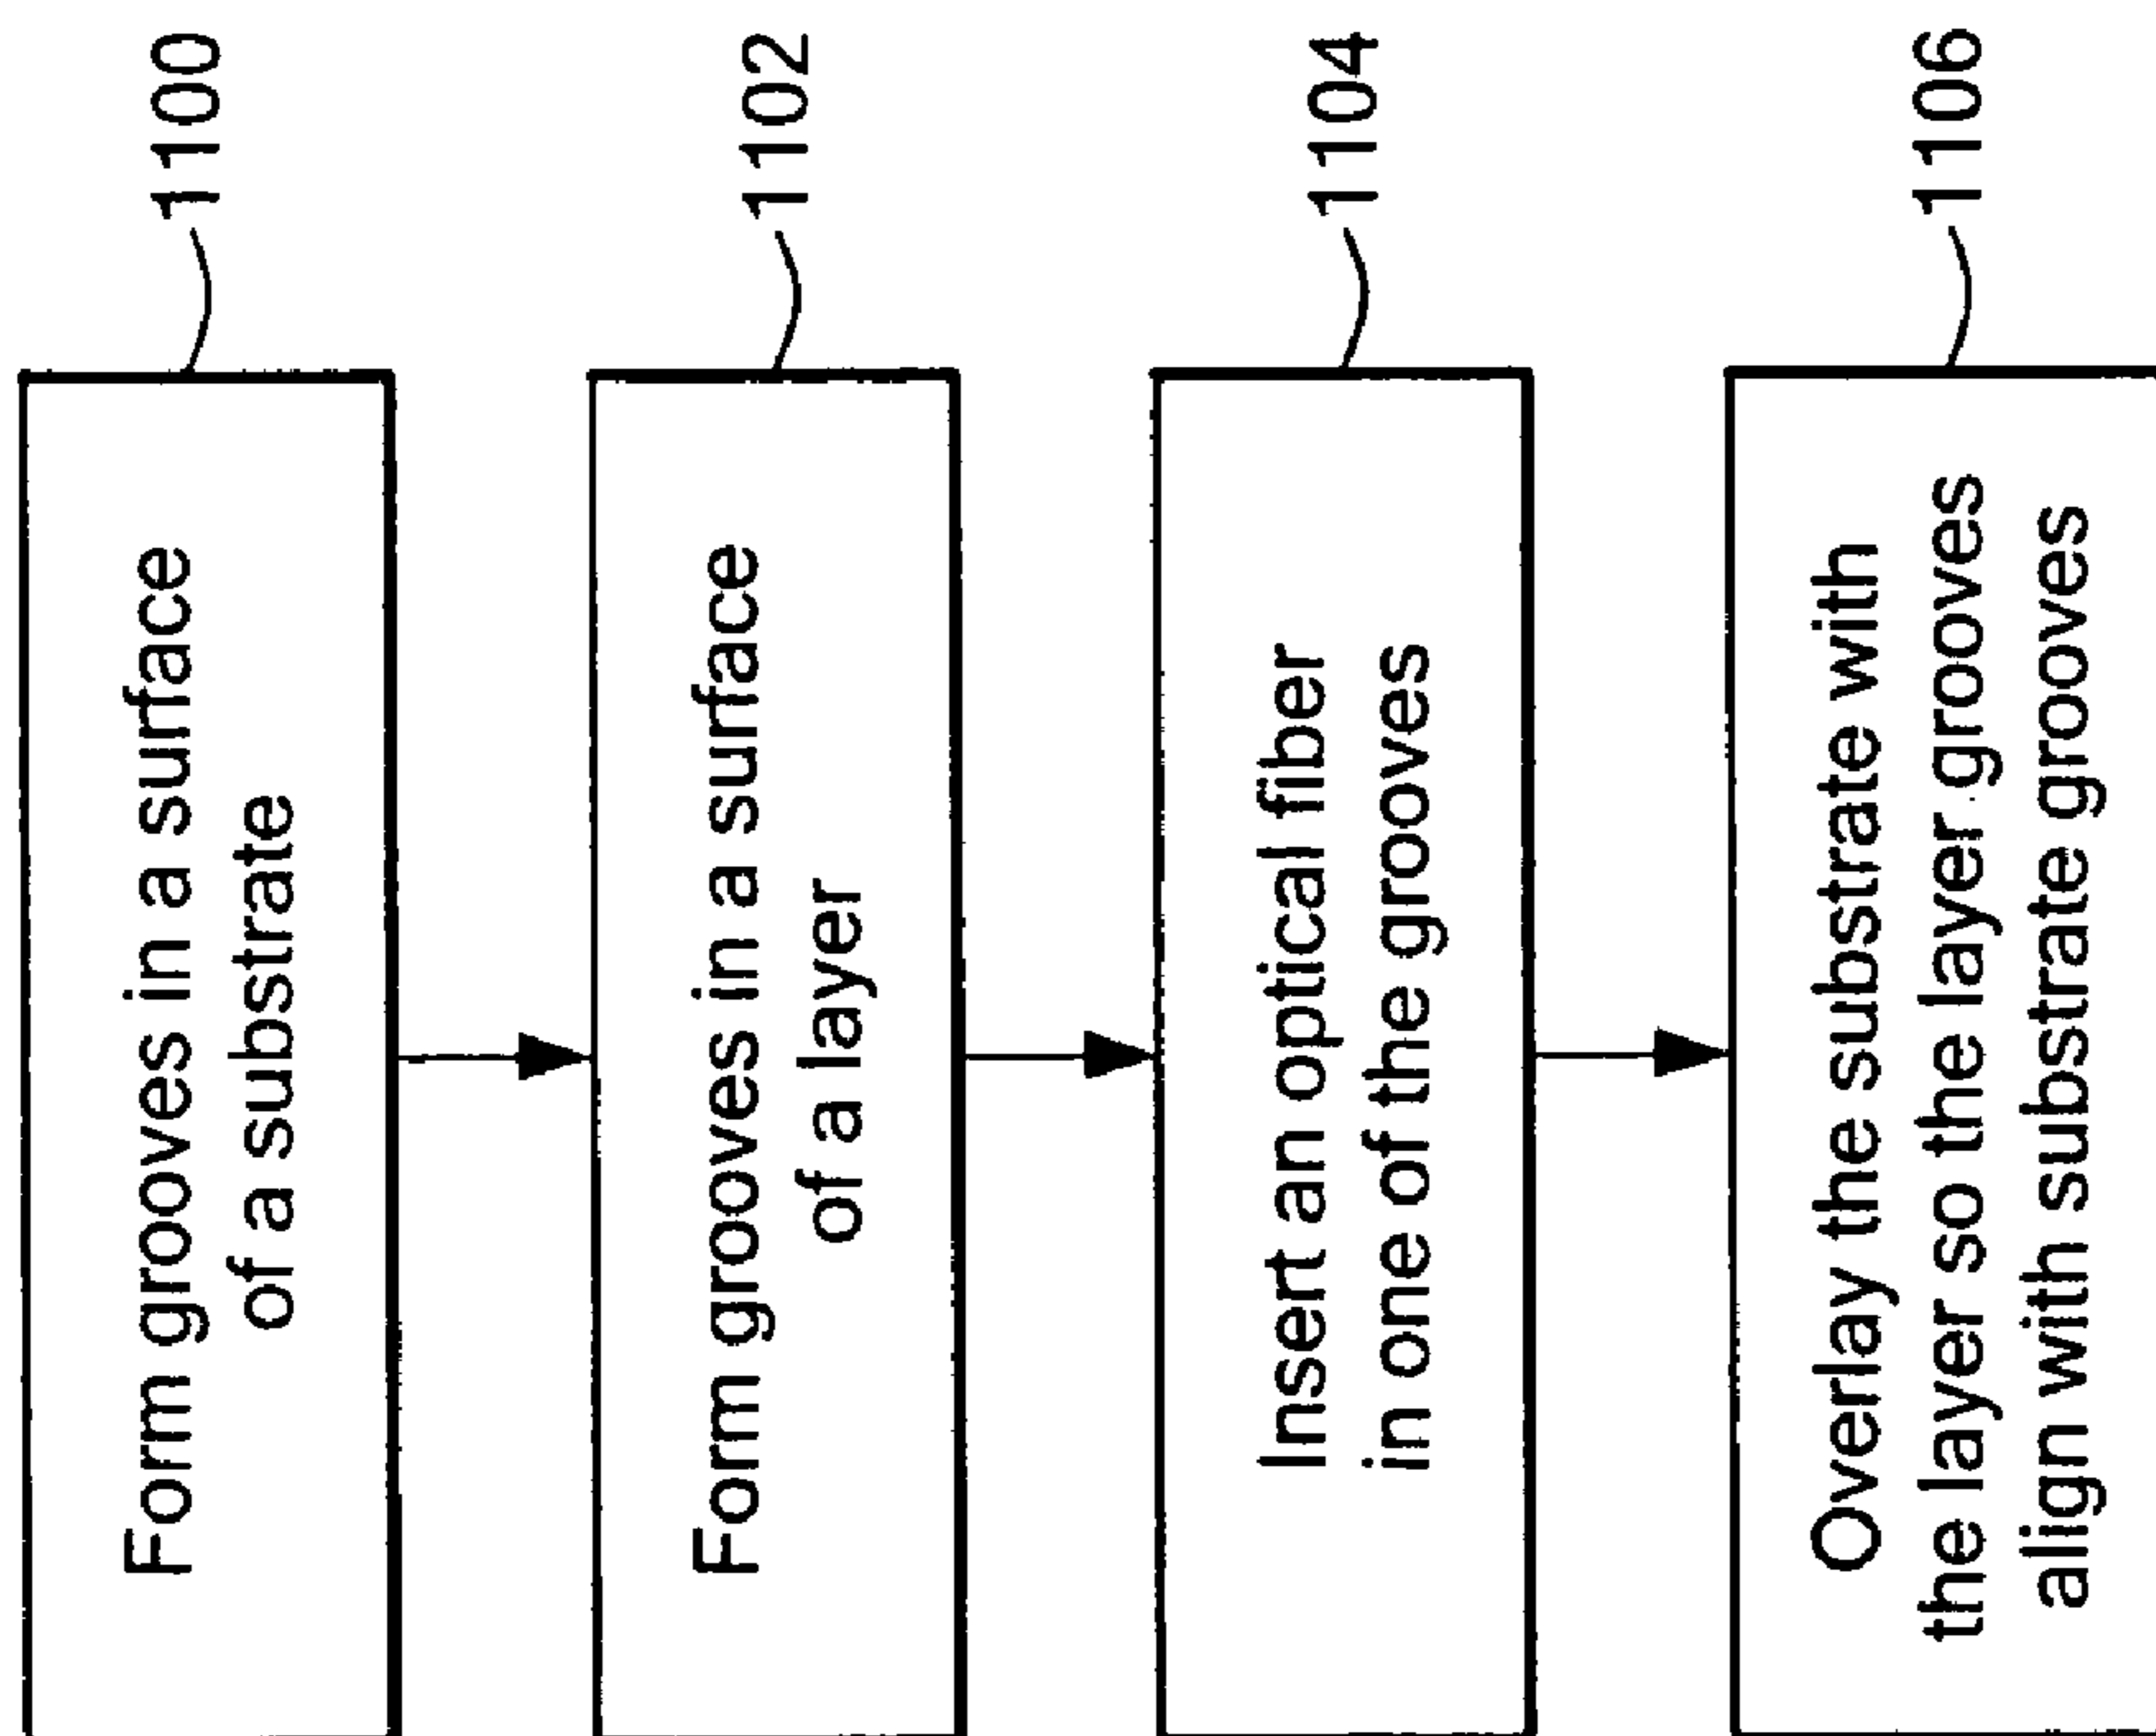 Form grooves in a surface
of a substrate
1100
Form grooves in a surface
of a layer
1102
Insert an optical fiber
in one of the grooves
1104
Overlay the substrate with
the layer so the layer grooves
align with substrate grooves
1106